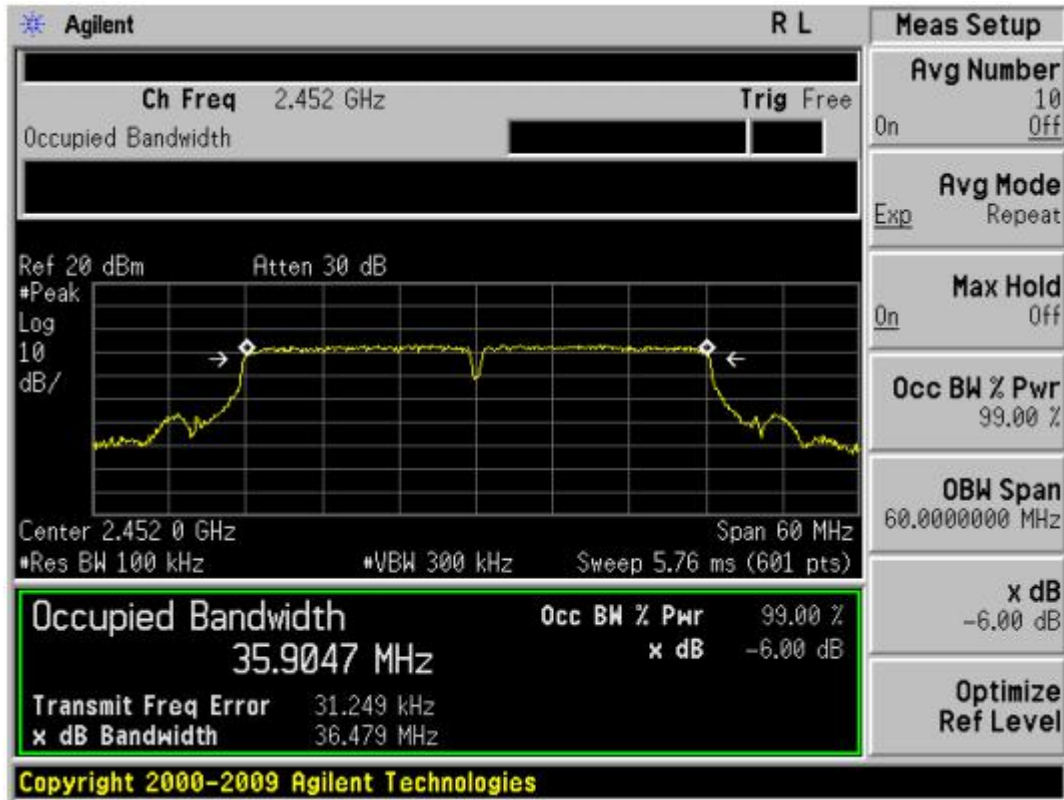 Agilent R L
Ch Freq 2.452 GHz Trig Free
Occupied Bandwidth
Ref 20 dBm Atten 30 dB
#Peak
Log
10
dB/
Center 2.452 0 GHz Span 60 MHz
#Res BW 100 kHz #VBW 300 kHz Sweep 5.76 ms (601 pts)
Occupied Bandwidth
35.9047 MHz
Occ BW % Pwr 99.00 %
x dB -6.00 dB
Transmit Freq Error 31.249 kHz
x dB Bandwidth 36.479 MHz
Copyright 2000-2009 Agilent Technologies
Meas Setup
Avg Number
10
On Off
Avg Mode
Exp Repeat
Max Hold
On Off
Occ BW % Pwr
99.00 %
OBW Span
60.0000000 MHz
x dB
-6.00 dB
Optimize
Ref Level